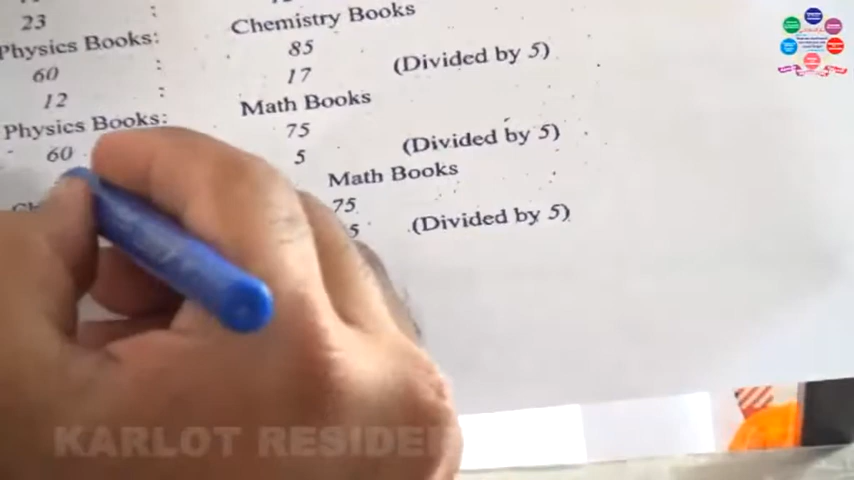 23 :
Physics Books: Chemistry Books
60 : 85
12 : 17 (Divided by 5)
Physics Books: Math Books
60 75
5 (Divided by 5)
Math Books
75
5 (Divided by 5)
KARLOT RESIDE